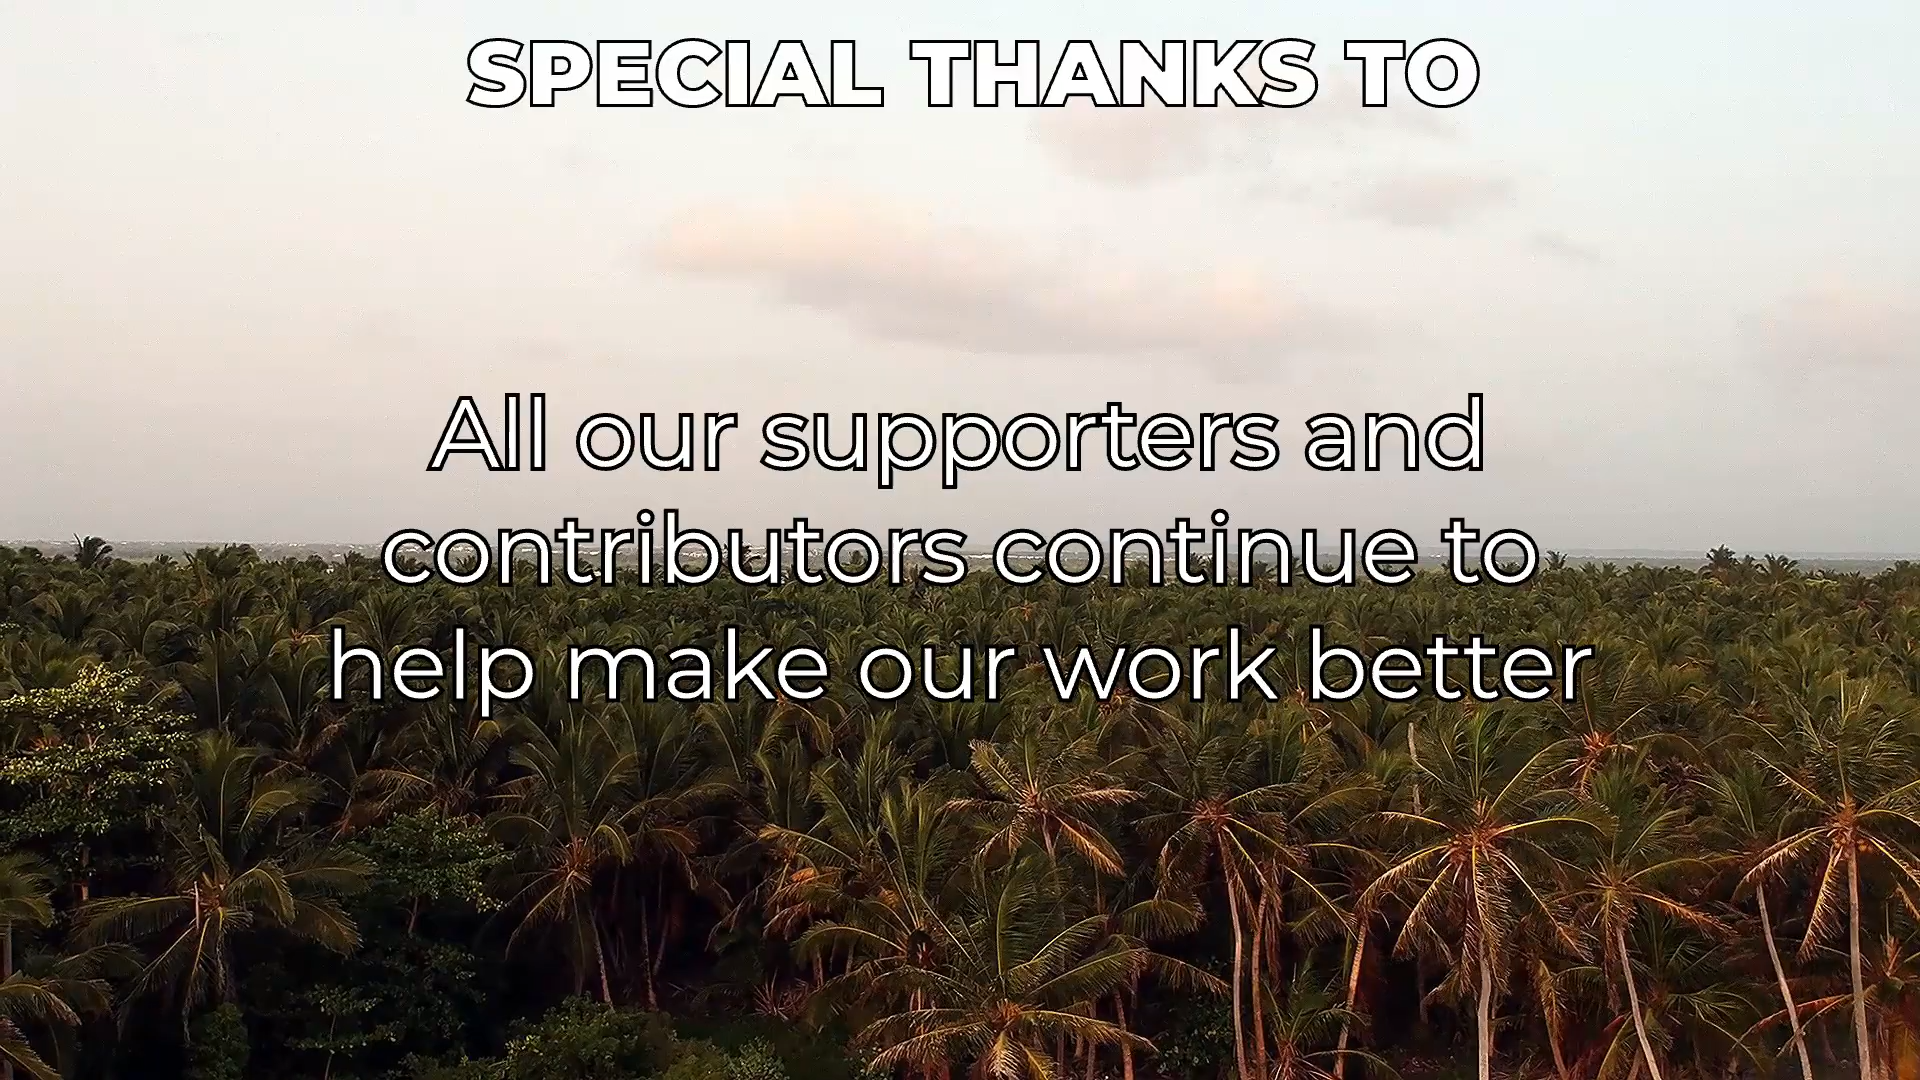 SPECIAL THANKS TO
All our supporters and
contributors continue to
help make our work better